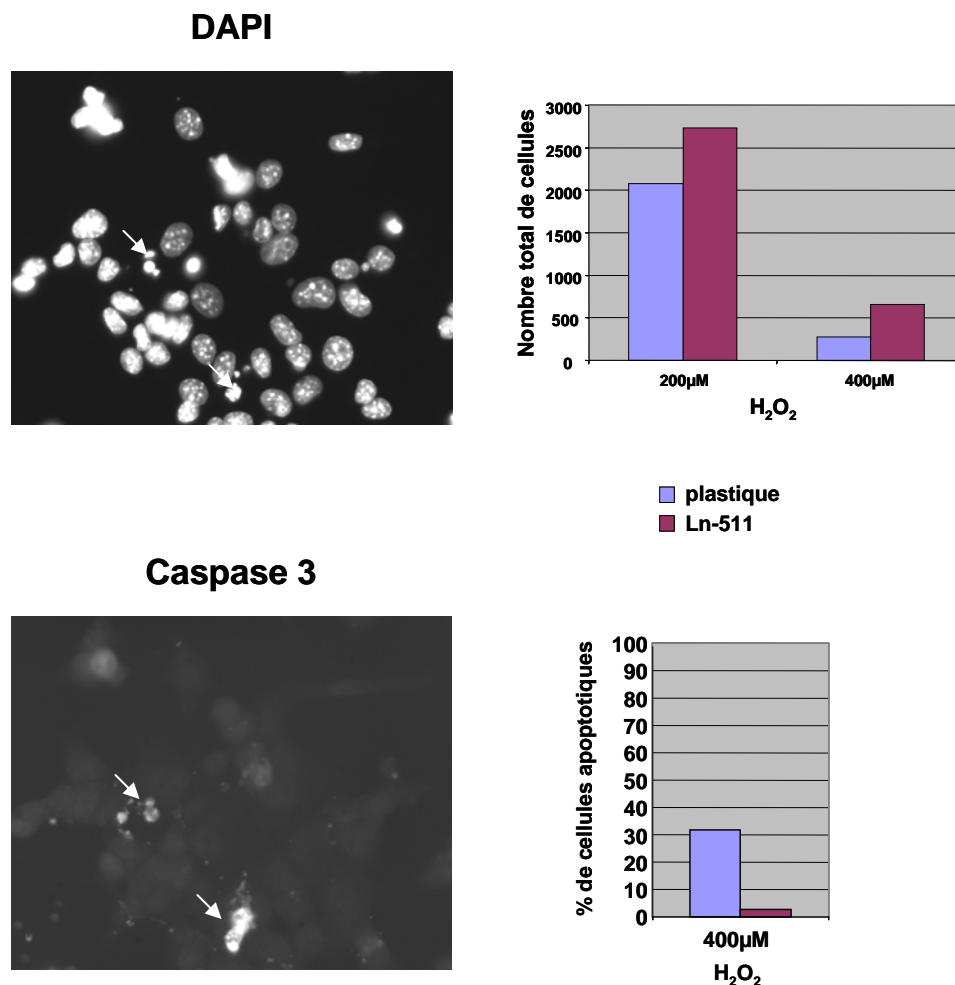 DAPI
Nombre total de cellules
3000
2500
2000
1500
1000
500
0
200µM
400µM
H₂O₂
plastique
Ln-511
Caspase 3
% de cellules apoptotiques
100
90
80
70
60
50
40
30
20
10
0
400µM
H₂O₂